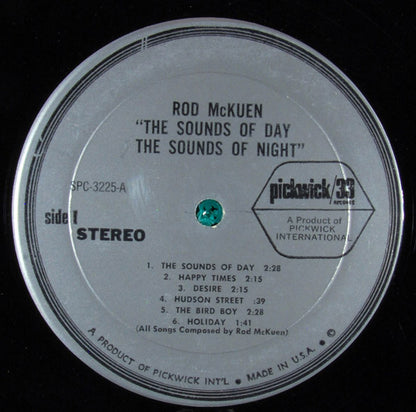 ROD McKUEN
"THE SOUNDS OF DAY
THE SOUNDS OF NIGHT"
SPC-3225-A
pickwick/33
records
A Product of
PICKWICK
INTERNATIONAL
side 1
STEREO
1. THE SOUNDS OF DAY 2:28
2. HAPPY TIMES 2:15
3. DESIRE 2:15
4. HUDSON STREET :39
5. THE BIRD BOY 2:09
6. HOLIDAY 1:41
(All Songs Composed by Rod McKuen)
A PRODUCT OF PICKWICK INT'L • MADE IN U.S.A. • ©